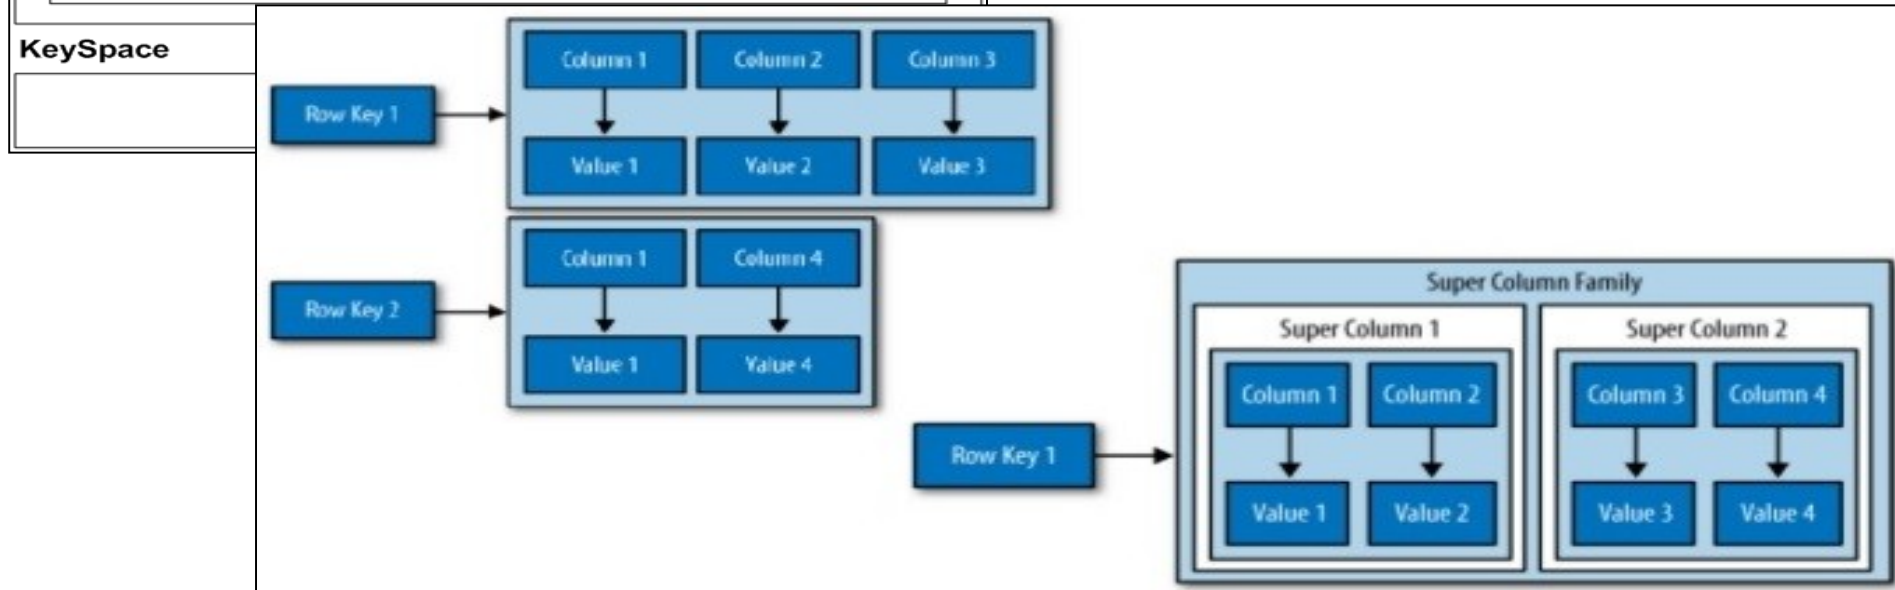 KeySpace
Row Key 1
Column 1
Column 2
Column 3
Value 1
Value 2
Value 3
Row Key 2
Column 1
Column 4
Value 1
Value 4
Row Key 1
Super Column Family
Super Column 1
Super Column 2
Column 1
Column 2
Column 3
Column 4
Value 1
Value 2
Value 3
Value 4